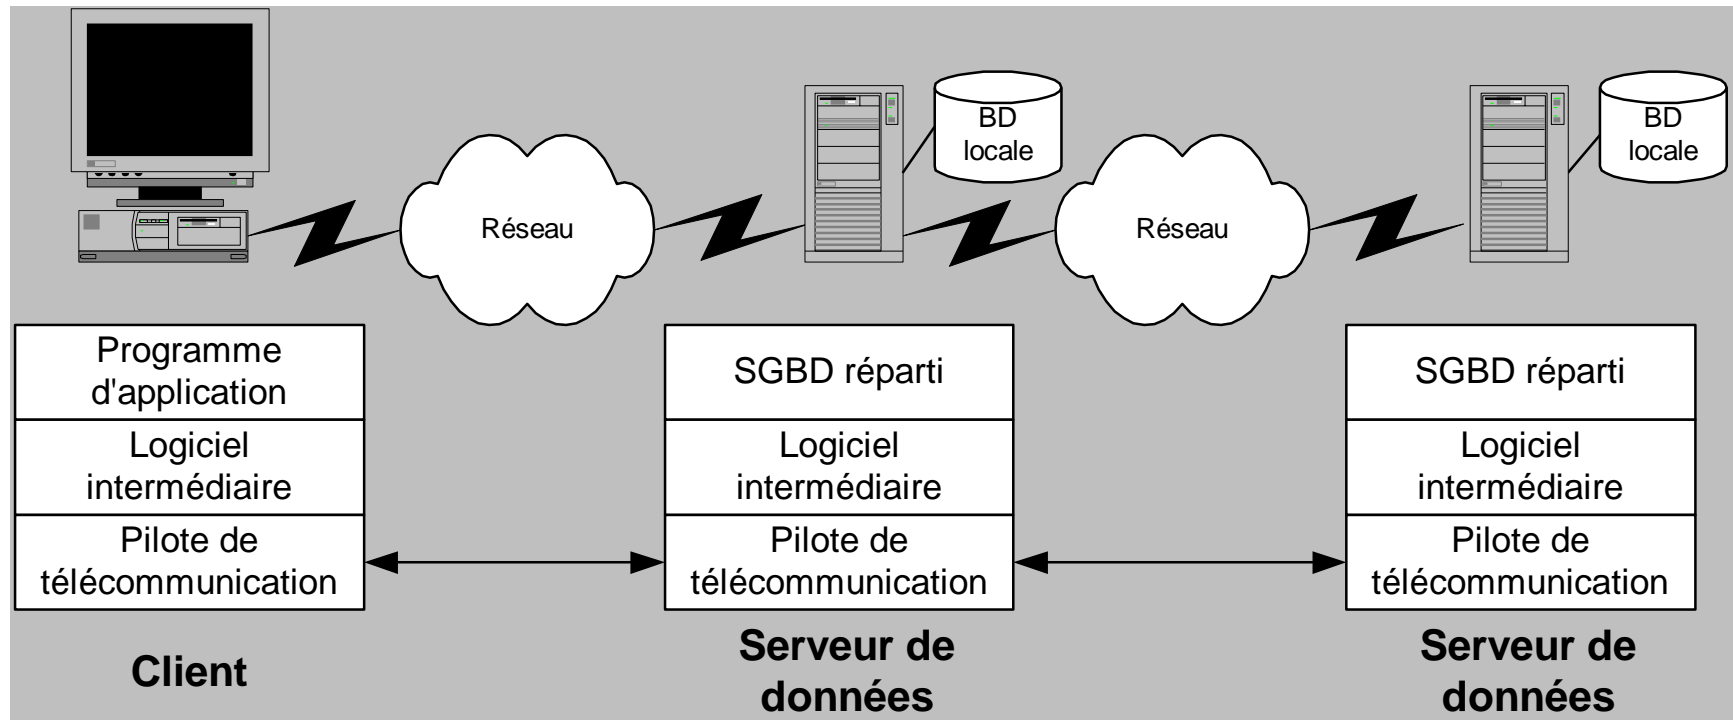 BD
locale
BD
locale
Réseau
Réseau
Programme
d'application
Logiciel
intermédiaire
Pilote de
télécommunication
Client
SGBD réparti
Logiciel
intermédiaire
Pilote de
télécommunication
Serveur de
données
SGBD réparti
Logiciel
intermédiaire
Pilote de
télécommunication
Serveur de
données